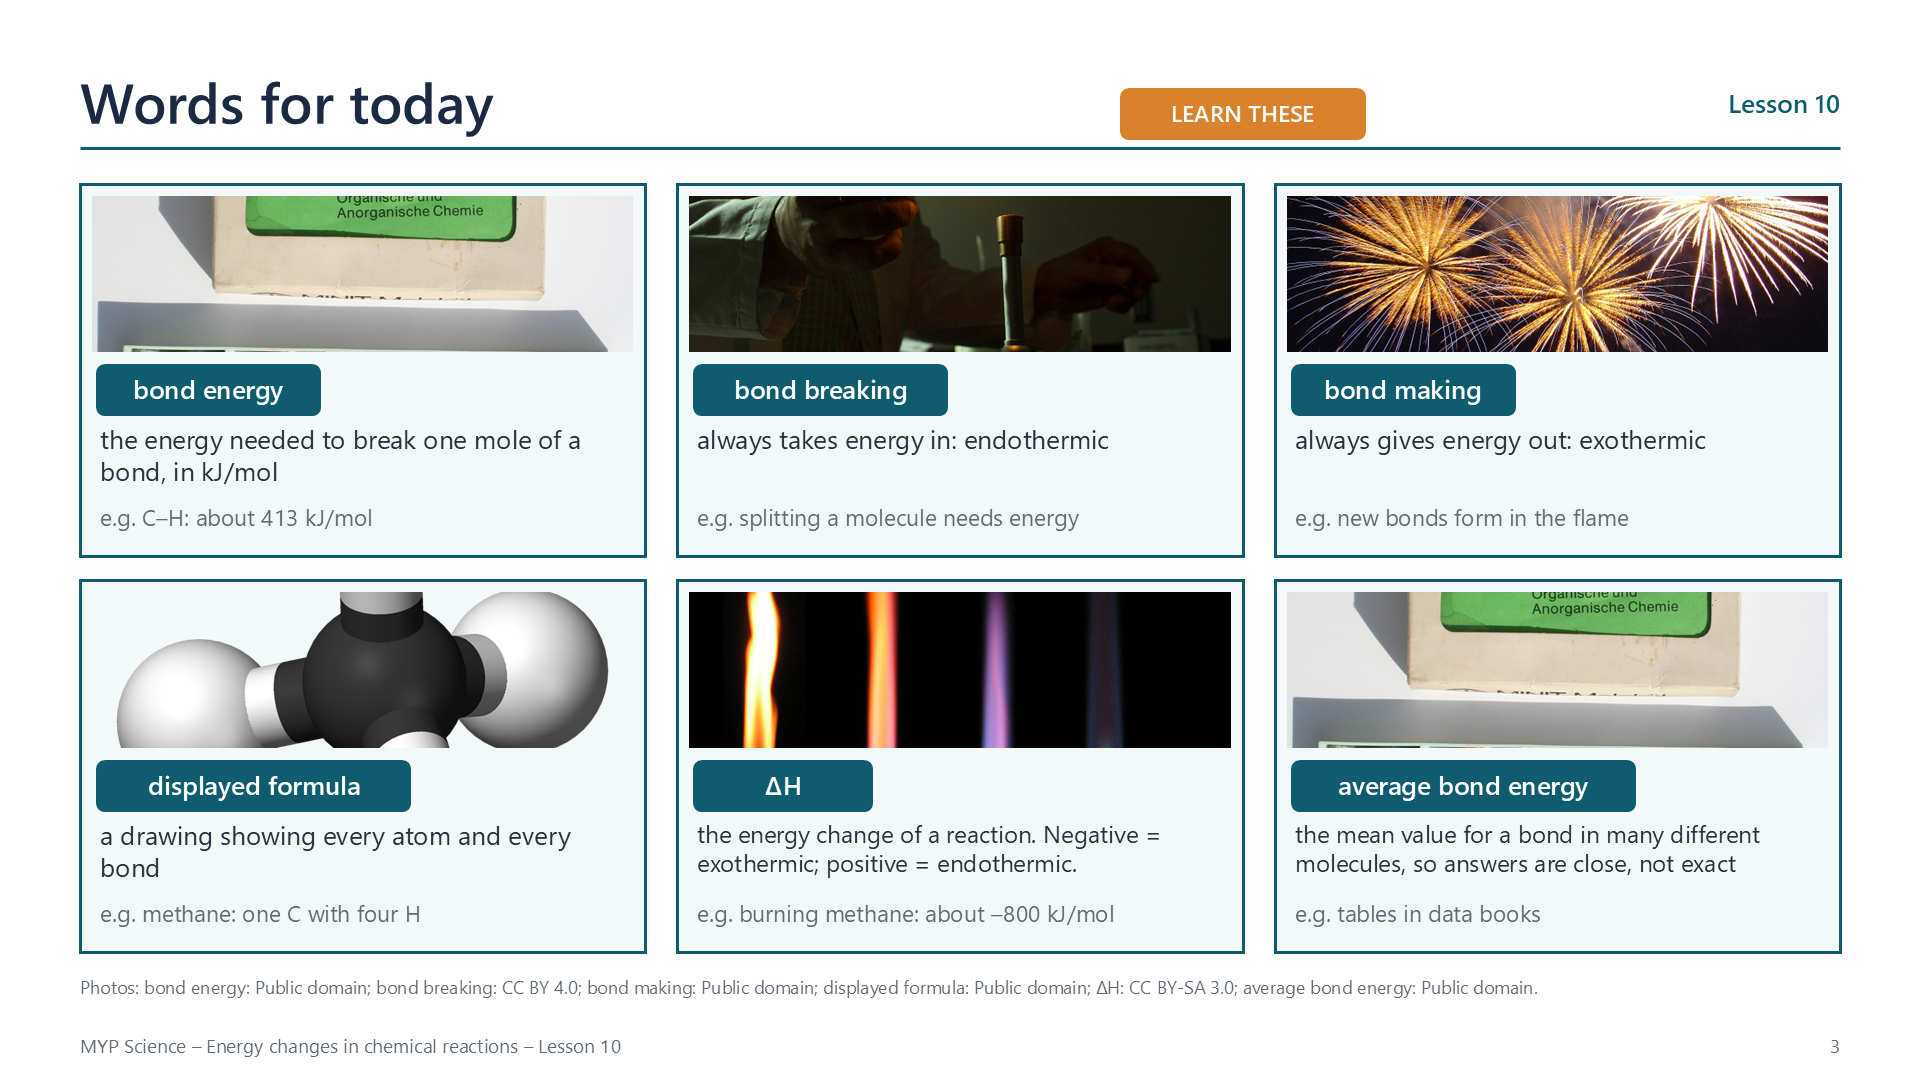 Words for today
LEARN THESE
Lesson 10
Organische und
Anorganische Chemie
bond energy
the energy needed to break one mole of a
bond, in kJ/mol
e.g. C–H: about 413 kJ/mol
bond breaking
always takes energy in: endothermic
e.g. splitting a molecule needs energy
bond making
always gives energy out: exothermic
e.g. new bonds form in the flame
displayed formula
a drawing showing every atom and every
bond
e.g. methane: one C with four H
ΔH
the energy change of a reaction. Negative =
exothermic; positive = endothermic.
e.g. burning methane: about –800 kJ/mol
Organische und
Anorganische Chemie
average bond energy
the mean value for a bond in many different
molecules, so answers are close, not exact
e.g. tables in data books
Photos: bond energy: Public domain; bond breaking: CC BY 4.0; bond making: Public domain; displayed formula: Public domain; ΔH: CC BY-SA 3.0; average bond energy: Public domain.
MYP Science – Energy changes in chemical reactions – Lesson 10
3